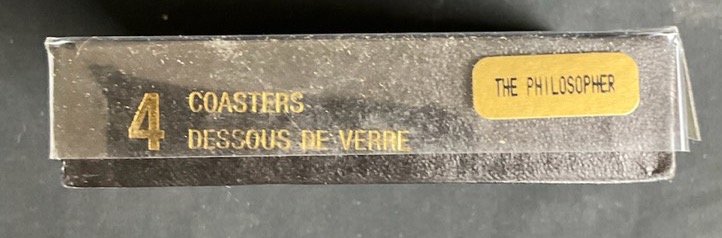 4
COASTERS
DESSOUS DE VERRE
THE PHILOSOPHER